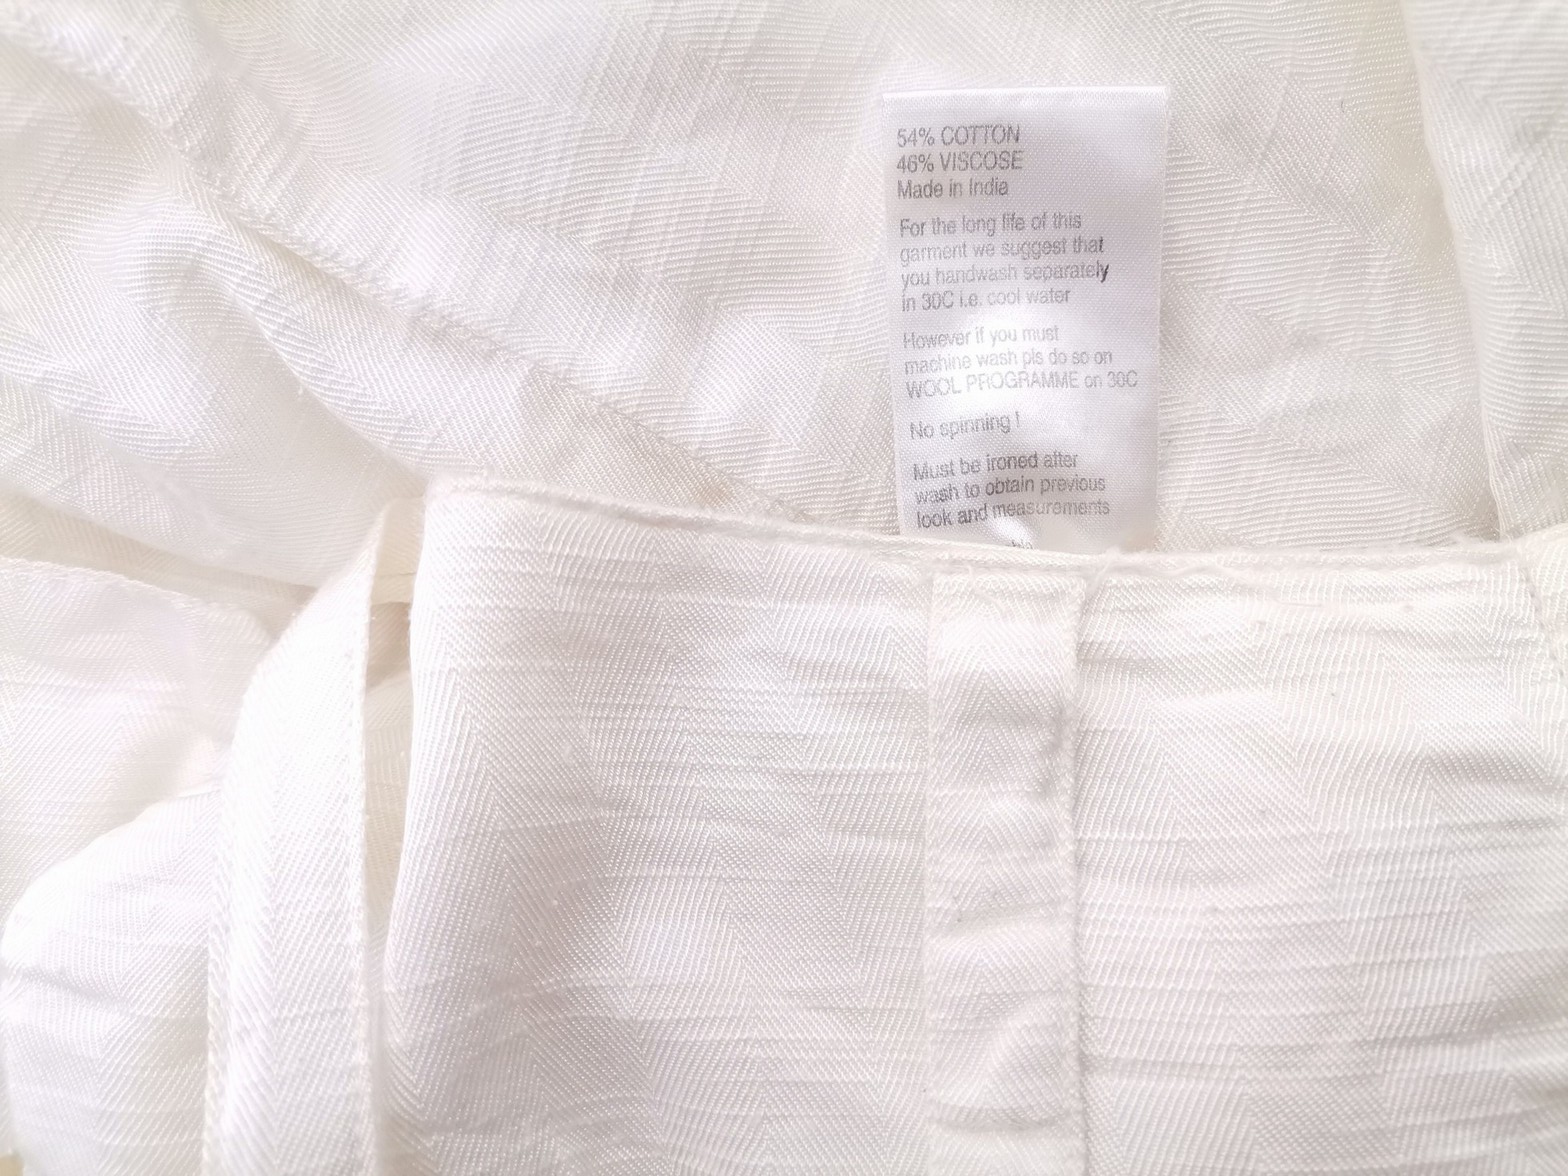 54% COTTON
46% VISCOSE
Made in India
For the long life of this
garment we suggest that
you handwash separately
in 30C i.e. cool water
However if you must
machine wash pls do so on
WOOL PROGRAMME on 30C
No spinning !
Must be ironed after
wash to obtain previous
look and measurements